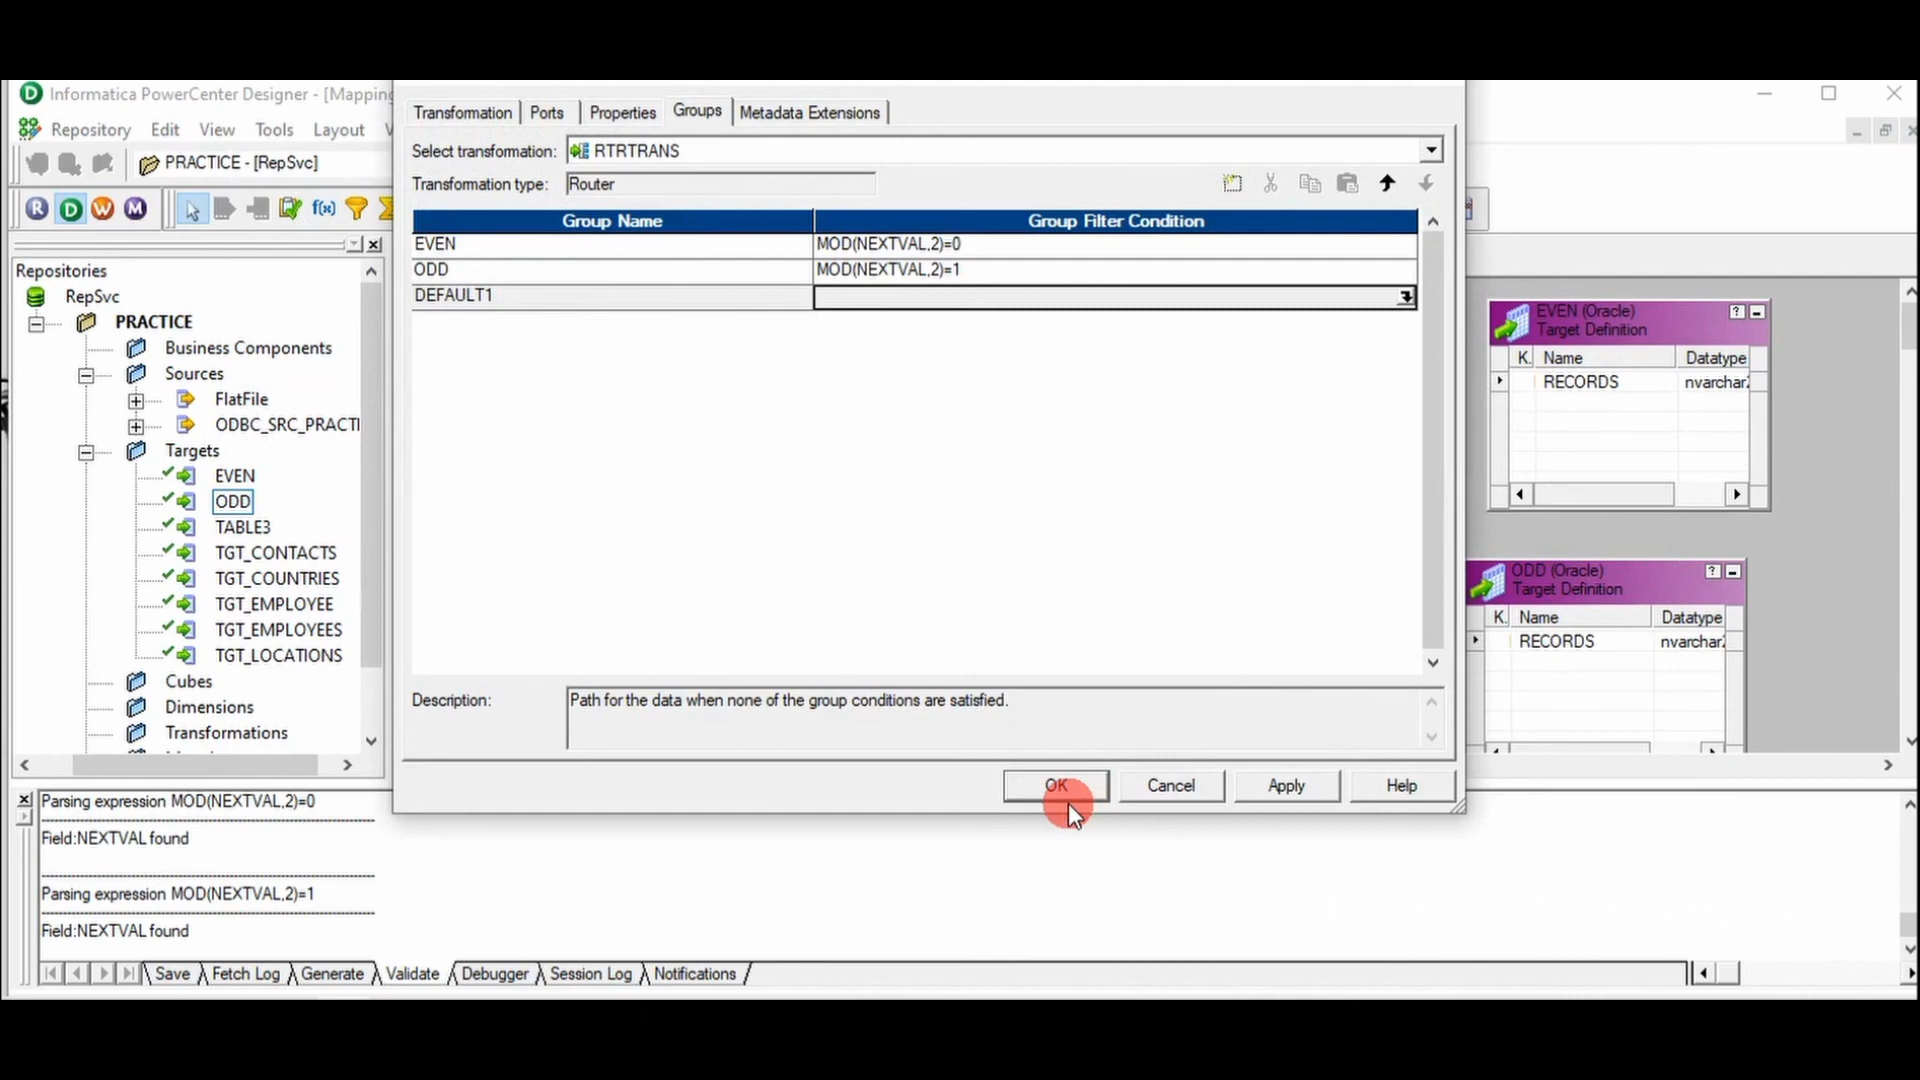 Informatica PowerCenter Designer - [Mapping
Repository Edit View Tools Layout V
PRACTICE - [RepSvc]
R D W M f(x) Σ
Repositories
RepSvc
PRACTICE
Business Components
Sources
FlatFile
ODBC_SRC_PRACTI
Targets
EVEN
ODD
TABLE3
TGT_CONTACTS
TGT_COUNTRIES
TGT_EMPLOYEE
TGT_EMPLOYEES
TGT_LOCATIONS
Cubes
Dimensions
Transformations
Transformation Ports Properties Groups Metadata Extensions
Select transformation: RTRTRANS
Transformation type: Router
Group Name Group Filter Condition
EVEN MOD(NEXTVAL,2)=0
ODD MOD(NEXTVAL,2)=1
DEFAULT1
Description: Path for the data when none of the group conditions are satisfied.
OK Cancel Apply Help
EVEN (Oracle)
Target Definition
K. Name Datatype
RECORDS nvarchar2
ODD (Oracle)
Target Definition
K. Name Datatype
RECORDS nvarchar2
Parsing expression MOD(NEXTVAL,2)=0
Field:NEXTVAL found
Parsing expression MOD(NEXTVAL,2)=1
Field:NEXTVAL found
Save Fetch Log Generate Validate Debugger Session Log Notifications